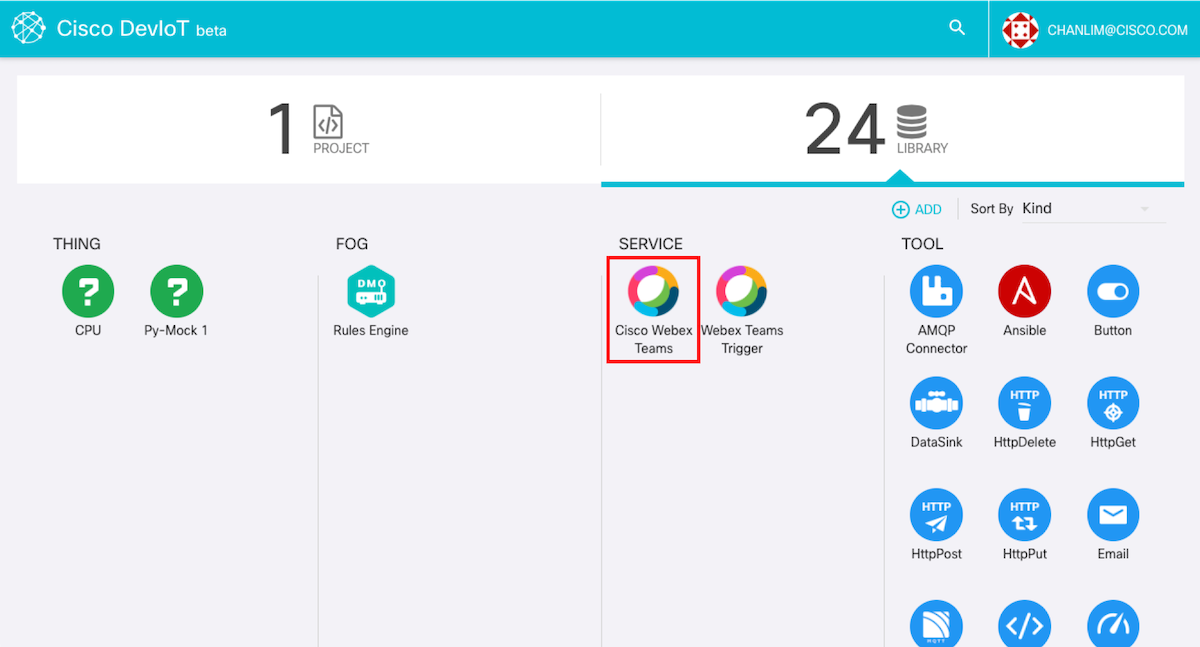 Cisco DevIoT beta
CHANLIM@CISCO.COM
1
PROJECT
24
LIBRARY
ADD
Sort By Kind
THING
FOG
SERVICE
TOOL
?
CPU
?
Py-Mock 1
DMO
Rules Engine
Cisco Webex
Teams
Webex Teams
Trigger
AMQP
Connector
Ansible
Button
DataSink
HTTP
HttpDelete
HTTP
HttpGet
HTTP
HttpPost
HTTP
HttpPut
Email
MQTT